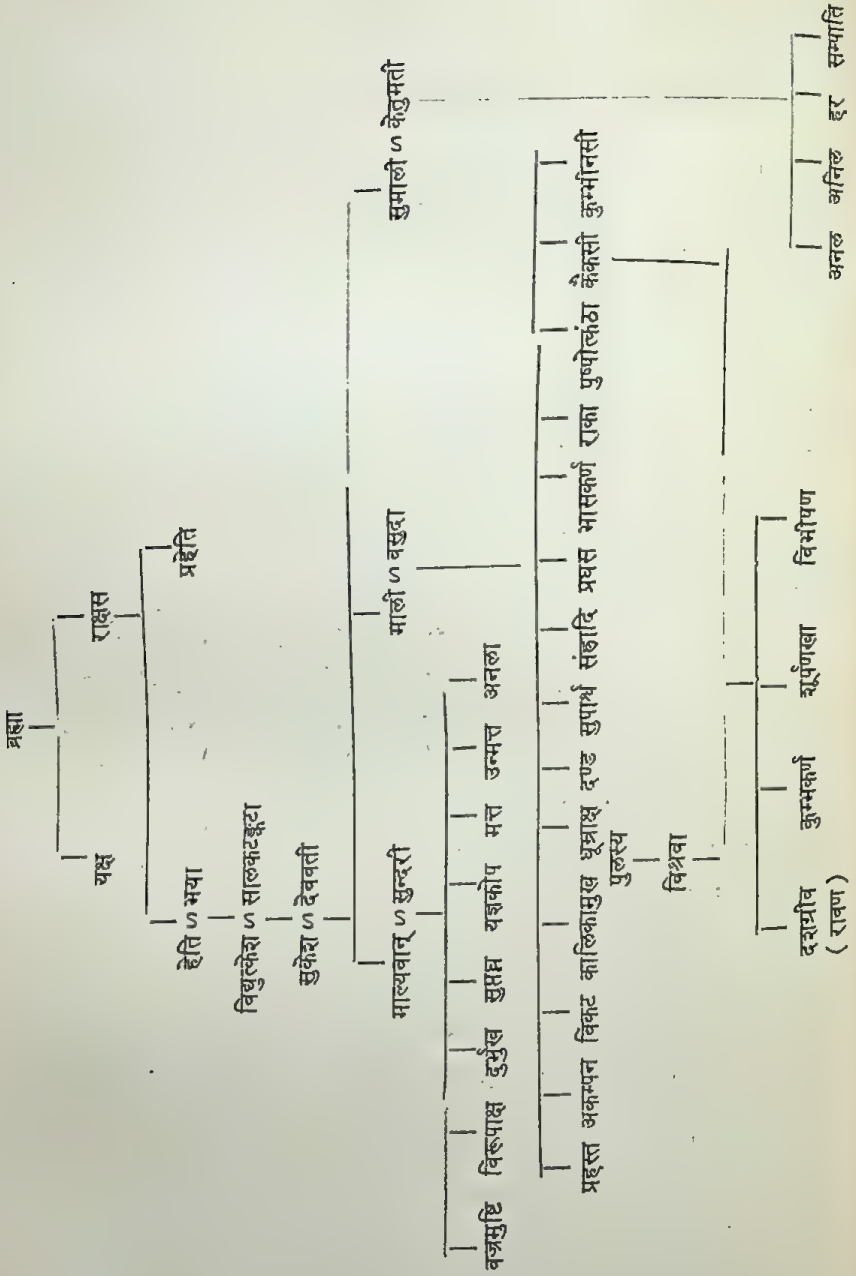 ब्रह्मा
यक्ष राक्षस
हेति ऽ भया प्रहेति
विद्युत्केश ऽ सालकटङ्कटा
सुकेश ऽ देववती
माल्यवान् ऽ सुन्दरी माली ऽ वसुदा सुमाली ऽ केतुमती
वज्रमुष्टि विरूपाक्ष दुर्मुख सुप्तघ्न यज्ञकोप मत्त उन्मत्त अनला
प्रहस्त अकम्पन विकट कालिकामुख धूम्राक्ष दण्ड सुपार्श्व संह्रादि प्रघस भासकर्ण राका पुष्पोत्कंठा कैकसी कुम्भीनसी
पुलस्त्य
विश्रवा
दशग्रीव कुम्भकर्ण शूर्पणखा विभीषण
( रावण )
अनल अनिल हर सम्पाति